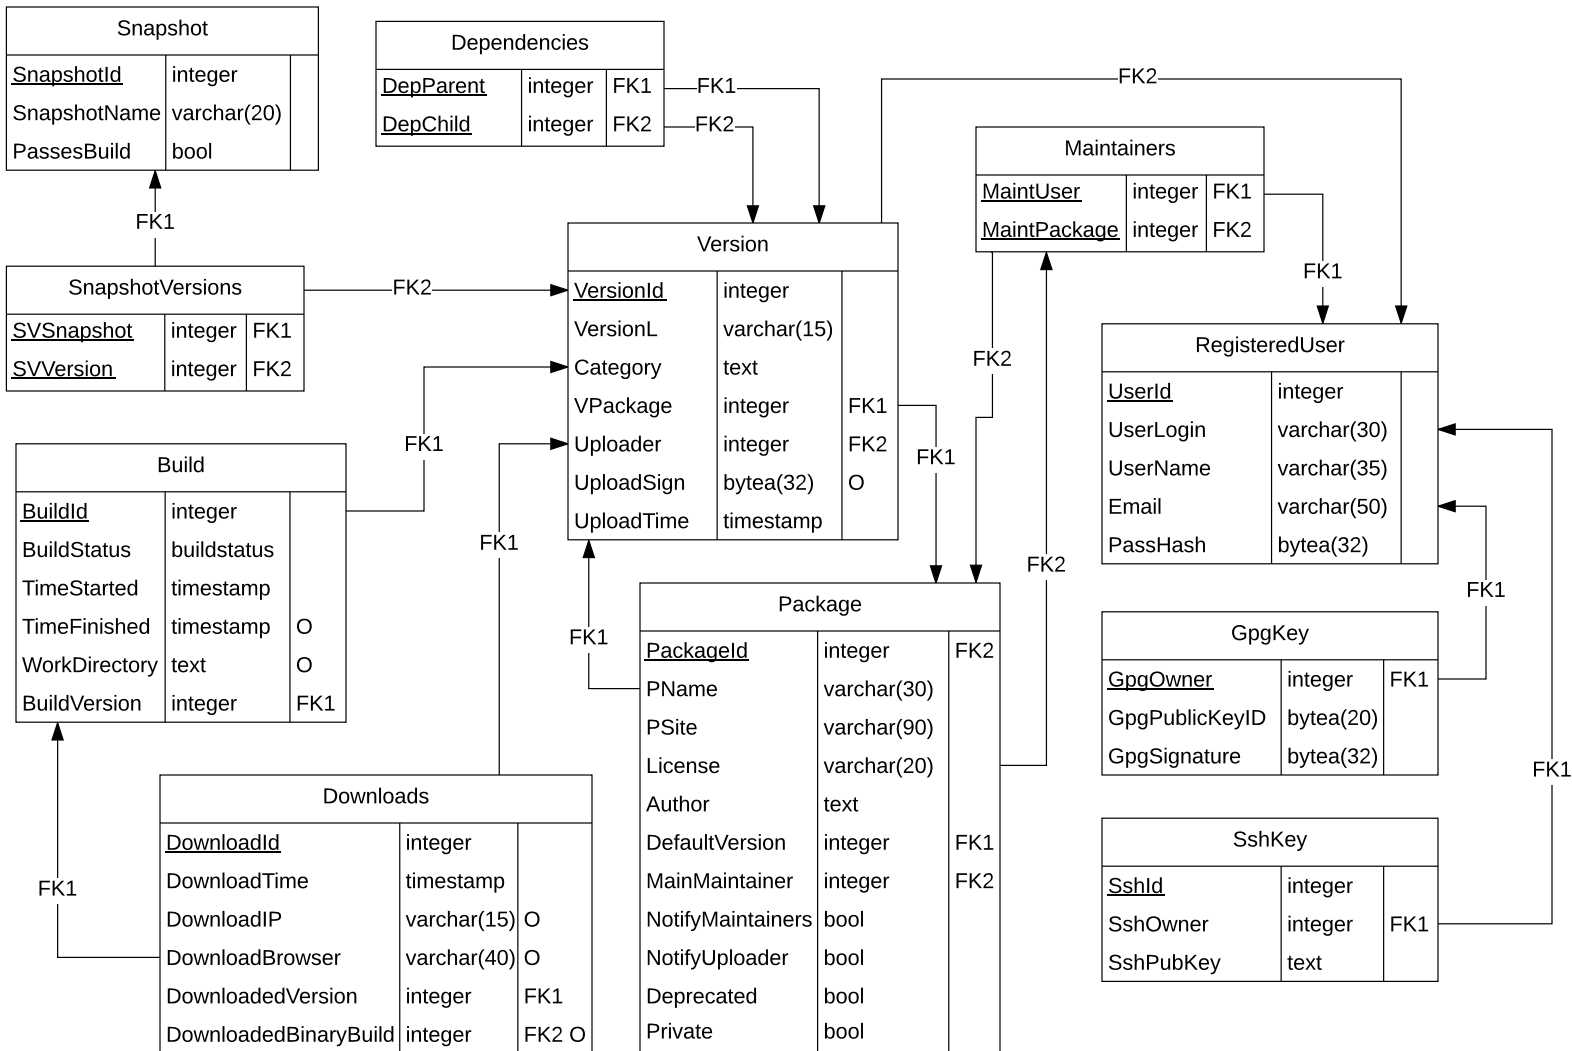 Snapshot
SnapshotId integer
SnapshotName varchar(20)
PassesBuild bool
Dependencies
DepParent integer FK1
DepChild integer FK2
FK1
FK2
FK2
Maintainers
MaintUser integer FK1
MaintPackage integer FK2
FK1
FK1
SnapshotVersions
SVSnapshot integer FK1
SVVersion integer FK2
FK2
Version
VersionId integer
VersionL varchar(15)
Category text
VPackage integer FK1
Uploader integer FK2
UploadSign bytea(32) O
UploadTime timestamp
FK2
RegisteredUser
UserId integer
UserLogin varchar(30)
UserName varchar(35)
Email varchar(50)
PassHash bytea(32)
FK1
FK1
Build
BuildId integer
BuildStatus buildstatus
TimeStarted timestamp
TimeFinished timestamp O
WorkDirectory text O
BuildVersion integer FK1
FK1
FK2
FK1
FK1
Package
PackageId integer FK2
PName varchar(30)
PSite varchar(90)
License varchar(20)
Author text
DefaultVersion integer FK1
MainMaintainer integer FK2
NotifyMaintainers bool
NotifyUploader bool
Deprecated bool
Private bool
GpgKey
GpgOwner integer FK1
GpgPublicKeyID bytea(20)
GpgSignature bytea(32)
FK1
FK1
Downloads
DownloadId integer
DownloadTime timestamp
DownloadIP varchar(15) O
DownloadBrowser varchar(40) O
DownloadedVersion integer FK1
DownloadedBinaryBuild integer FK2 O
SshKey
SshId integer
SshOwner integer FK1
SshPubKey text